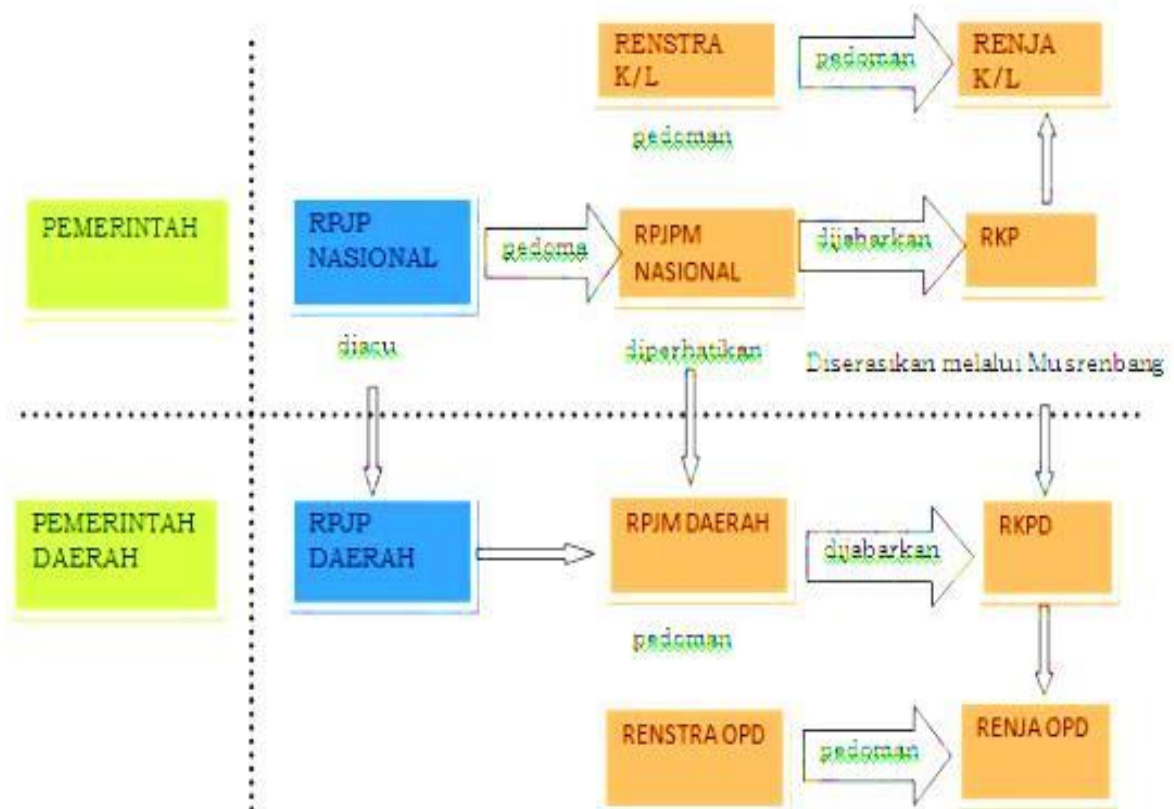 RENSTRA
K/L
pedoman
RENJA
K/L
pedoman
PEMERINTAH
RPJP
NASIONAL
pedoma
RPJPM
NASIONAL
dijabarkan
RKP
diacu
diperhatikan
Diserasikan melalui Musrenbang
PEMERINTAH
DAERAH
RPJP
DAERAH
RPJM DAERAH
dijabarkan
RKPD
pedoman
RENSTRA OPD
pedoman
RENJA OPD